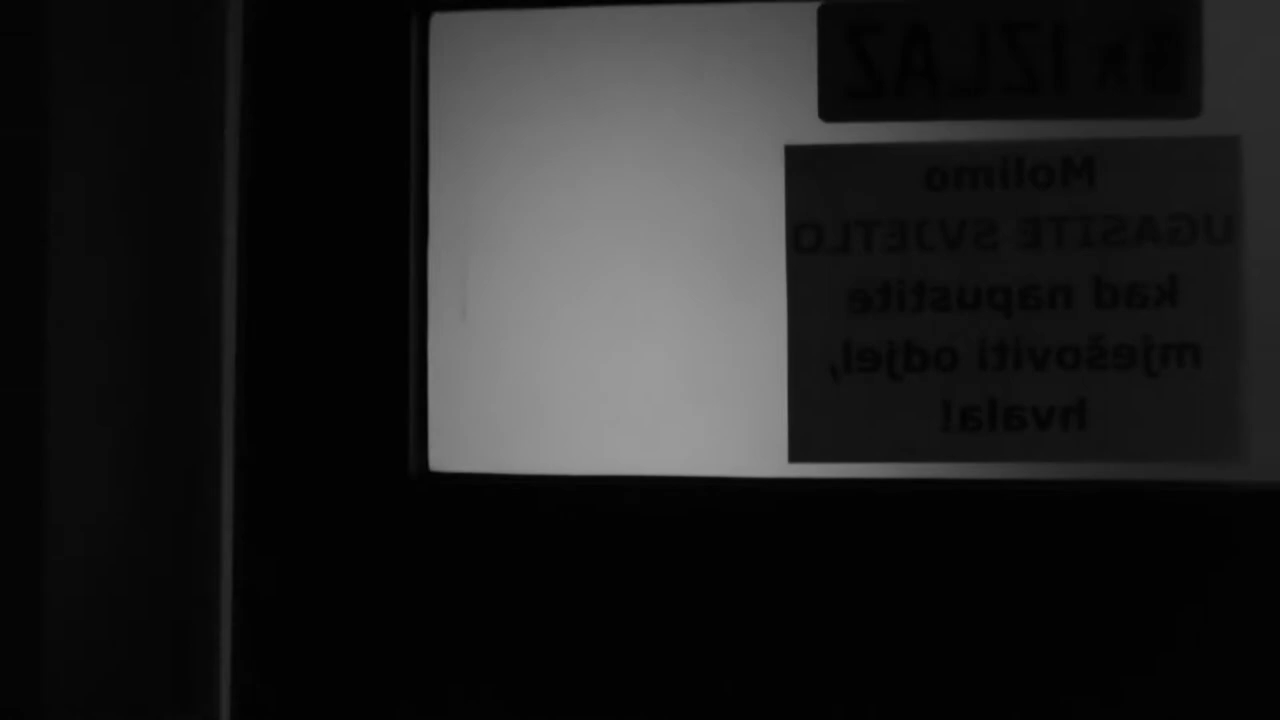 IZLAZ
Molimo
UGASITE SVJETLO
kad napustite
mješoviti odjel,
hvala!